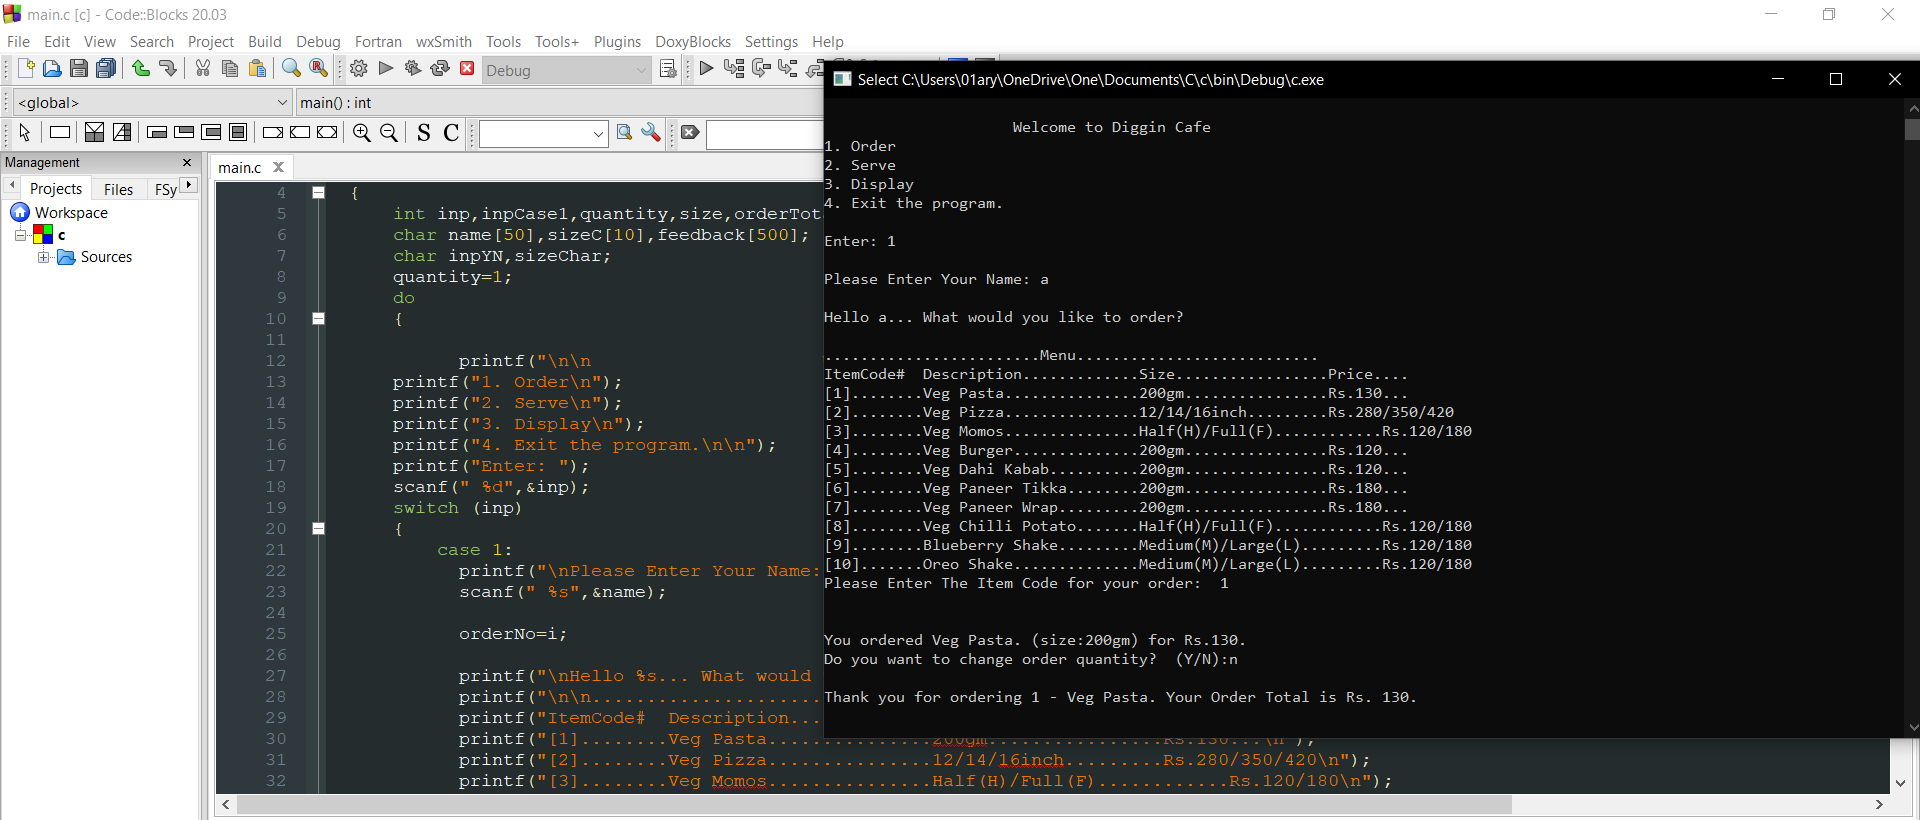 main.c [c] - Code::Blocks 20.03
File Edit View Search Project Build Debug Fortran wxSmith Tools Tools+ Plugins DoxyBlocks Settings Help
Debug
<global>
main() : int
S C
Management
Projects Files FSy
Workspace
c
Sources
main.c
4 {
5 int inp,inpCase1,quantity,size,orderTot
6 char name[50],sizeC[10],feedback[500];
7 char inpYN,sizeChar;
8 quantity=1;
9 do
10 {
11
12 printf("\n\n
13 printf("1. Order\n");
14 printf("2. Serve\n");
15 printf("3. Display\n");
16 printf("4. Exit the program.\n\n");
17 printf("Enter: ");
18 scanf(" %d",&inp);
19 switch (inp)
20 {
21 case 1:
22 printf("\nPlease Enter Your Name:
23 scanf(" %s",&name);
24
25 orderNo=i;
26
27 printf("\nHello %s... What would
28 printf("\n\n.....................
29 printf("ItemCode#  Description...
30 printf("[1]........Veg Pasta...............200gm................Rs.130...\n");
31 printf("[2]........Veg Pizza...............12/14/16inch.........Rs.280/350/420\n");
32 printf("[3]........Veg Momos...............Half(H)/Full(F)............Rs.120/180\n");
Select C:\Users\01ary\OneDrive\One\Documents\C\c\bin\Debug\c.exe
Welcome to Diggin Cafe
1. Order
2. Serve
3. Display
4. Exit the program.
Enter: 1
Please Enter Your Name: a
Hello a... What would you like to order?
........................Menu...........................
ItemCode#  Description.............Size.................Price....
[1]........Veg Pasta...............200gm................Rs.130...
[2]........Veg Pizza...............12/14/16inch.........Rs.280/350/420
[3]........Veg Momos...............Half(H)/Full(F)............Rs.120/180
[4]........Veg Burger..............200gm................Rs.120...
[5]........Veg Dahi Kabab..........200gm................Rs.120...
[6]........Veg Paneer Tikka........200gm................Rs.180...
[7]........Veg Paneer Wrap.........200gm................Rs.180...
[8]........Veg Chilli Potato.......Half(H)/Full(F)............Rs.120/180
[9]........Blueberry Shake.........Medium(M)/Large(L).........Rs.120/180
[10].......Oreo Shake..............Medium(M)/Large(L).........Rs.120/180
Please Enter The Item Code for your order:  1
You ordered Veg Pasta. (size:200gm) for Rs.130.
Do you want to change order quantity?  (Y/N):n
Thank you for ordering 1 - Veg Pasta. Your Order Total is Rs. 130.